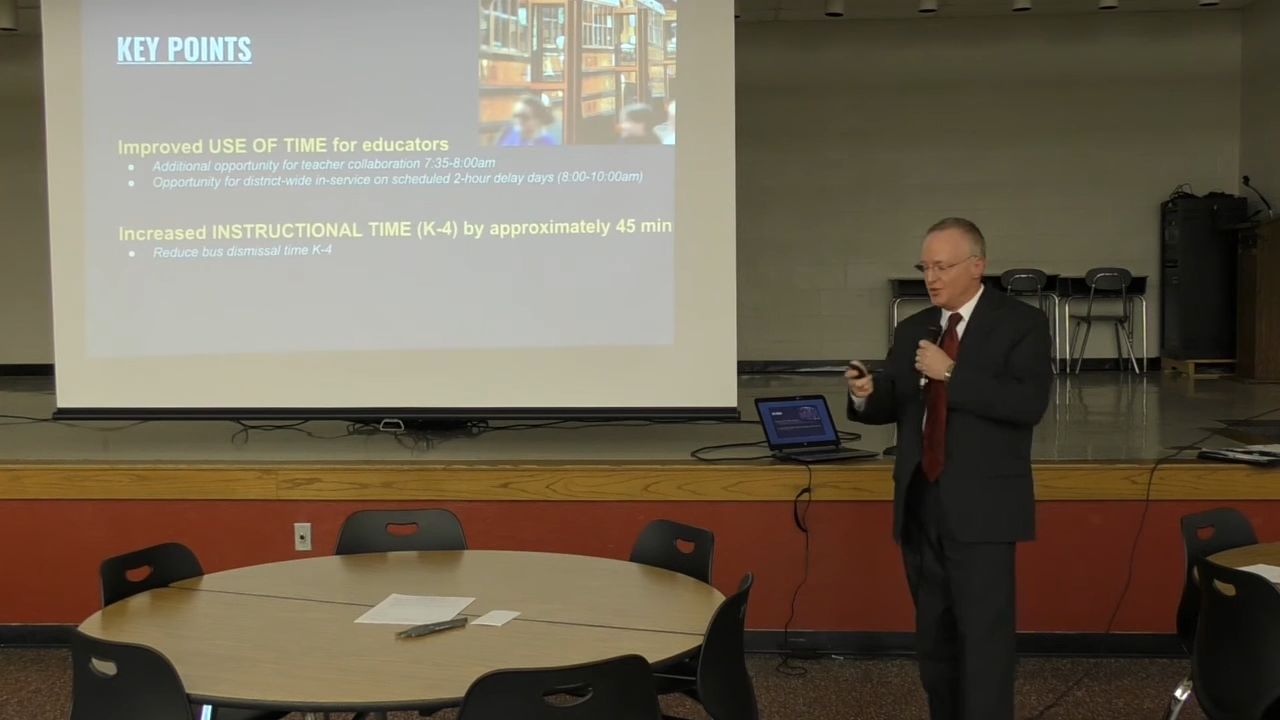 KEY POINTS
Improved USE OF TIME for educators
● Additional opportunity for teacher collaboration 7:35-8:00am
● Opportunity for district-wide in-service on scheduled 2-hour delay days (8:00-10:00am)
Increased INSTRUCTIONAL TIME (K-4) by approximately 45 min
● Reduce bus dismissal time K-4